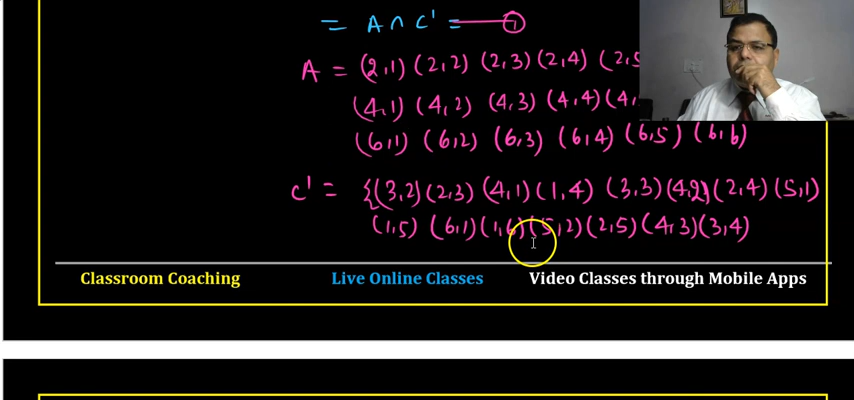 = A ∩ C' = ①
A = (2,1) (2,2) (2,3) (2,4) (2,5
(4,1) (4,2) (4,3) (4,4) (4,
(6,1) (6,2) (6,3) (6,4) (6,5) (6,6)
C' = {(3,2) (2,3) (4,1) (1,4) (3,3) (4,2) (2,4) (5,1)
(1,5) (6,1) (1,6) (5,2) (2,5) (4,3) (3,4)
Classroom Coaching Live Online Classes Video Classes through Mobile Apps